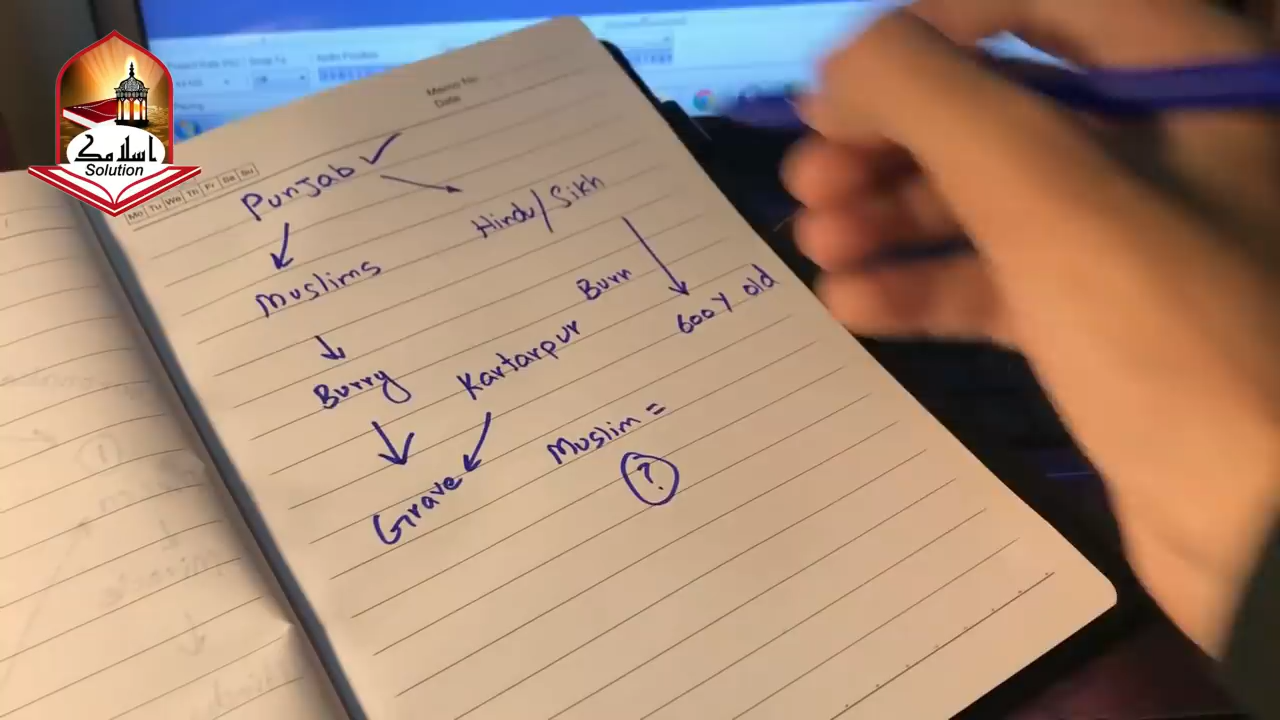 اسلامک
Solution
Memo No.
Date
Mo Tu We Th Fr Sa Su
Punjab ✓
Hindu/Sikh
Muslims
Burn
600 Y old
Burry
Kartarpur
Muslim =
?
Grave